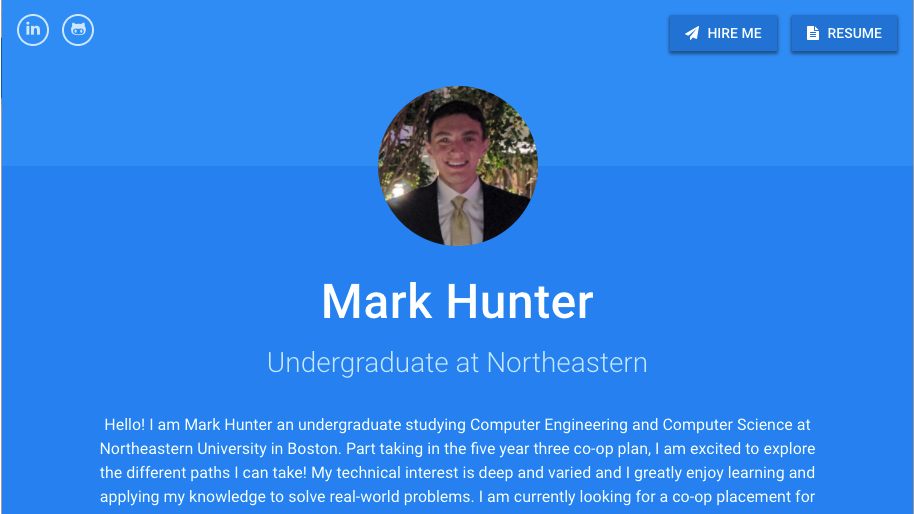 in
HIRE ME
RESUME
Mark Hunter
Undergraduate at Northeastern
Hello! I am Mark Hunter an undergraduate studying Computer Engineering and Computer Science at
Northeastern University in Boston. Part taking in the five year three co-op plan, I am excited to explore
the different paths I can take! My technical interest is deep and varied and I greatly enjoy learning and
applying my knowledge to solve real-world problems. I am currently looking for a co-op placement for